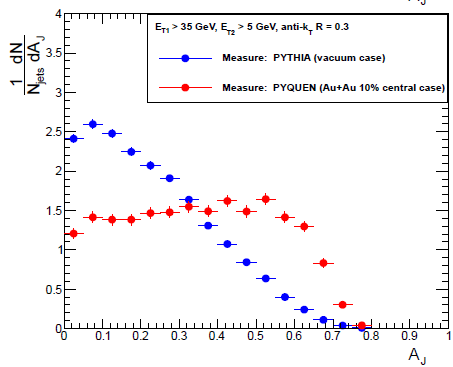 A_J
E_T1 > 35 GeV, E_T2 > 5 GeV, anti-k_T R = 0.3
Measure: PYTHIA (vacuum case)
Measure: PYQUEN (Au+Au 10% central case)
1 dN
N_jets dA_J
4
3.5
3
2.5
2
1.5
1
0.5
0
0 0.1 0.2 0.3 0.4 0.5 0.6 0.7 0.8 0.9 1
A_J